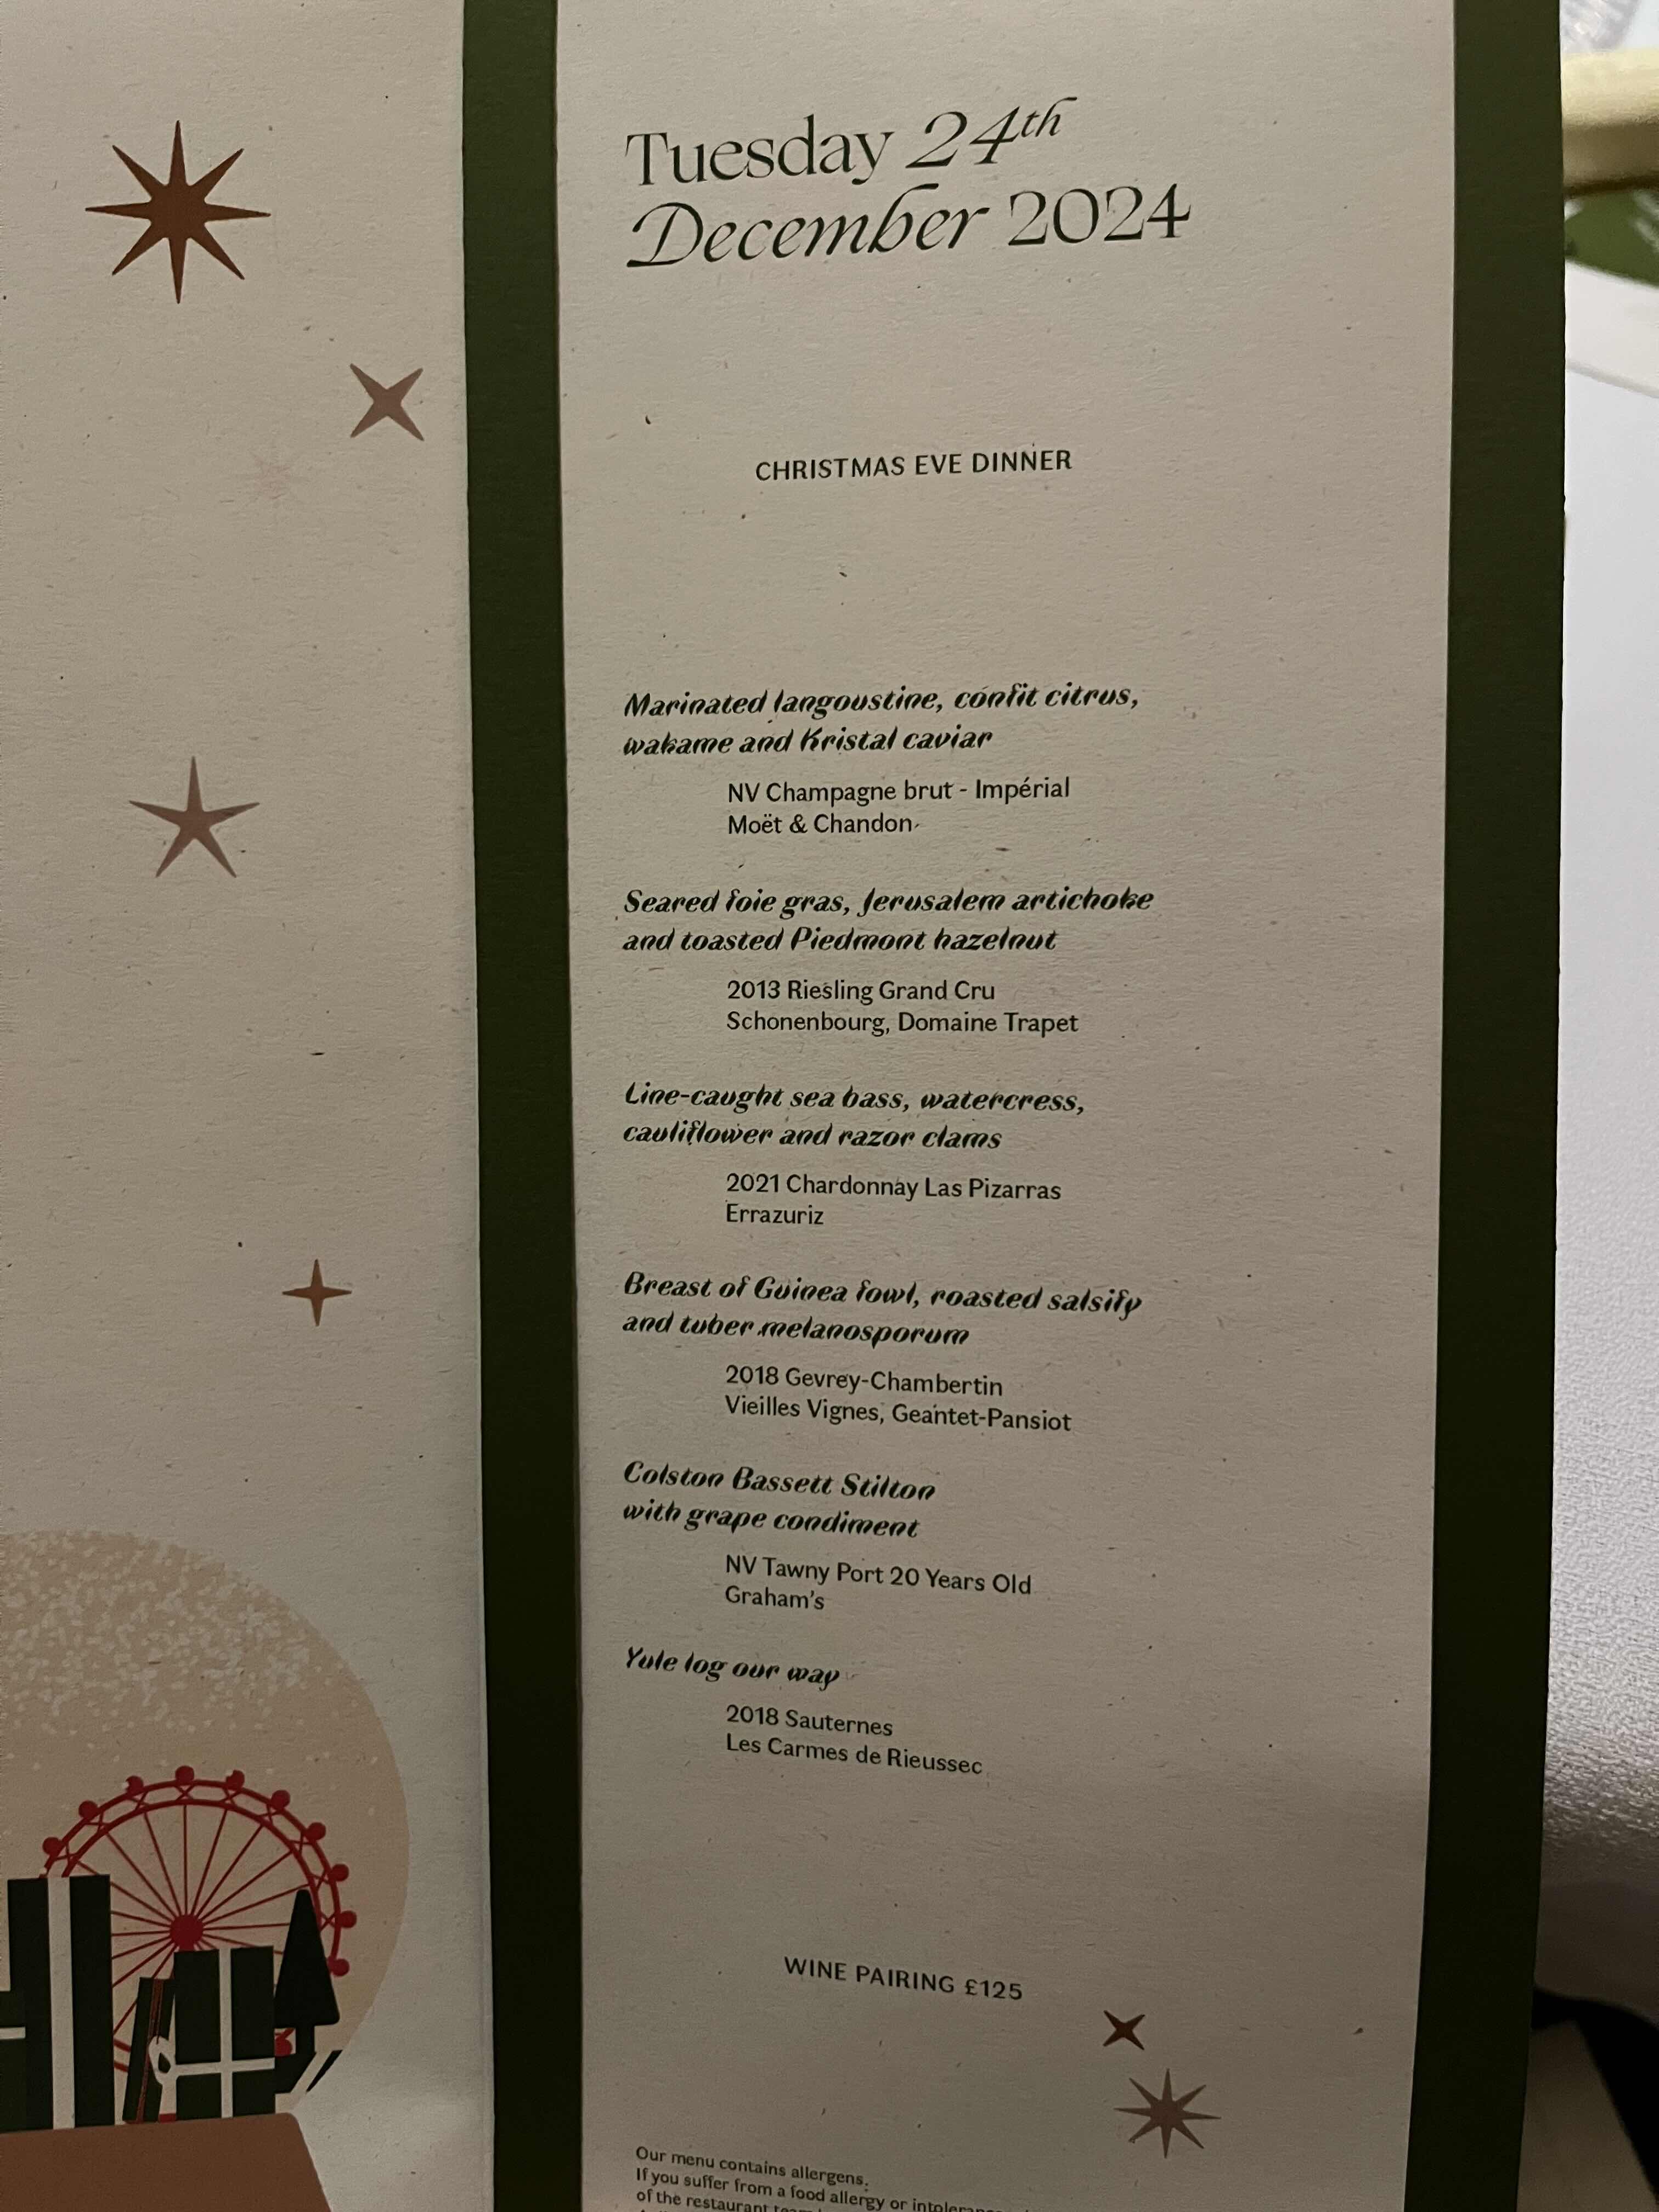 Tuesday 24th
December 2024
CHRISTMAS EVE DINNER
Marinated langoustine, confit citrus,
wakame and Kristal caviar
NV Champagne brut - Impérial
Moët & Chandon
Seared foie gras, Jerusalem artichoke
and toasted Piedmont hazelnut
2013 Riesling Grand Cru
Schonenbourg, Domaine Trapet
Line-caught sea bass, watercress,
cauliflower and razor clams
2021 Chardonnay Las Pizarras
Errazuriz
Breast of Guinea fowl, roasted salsify
and tuber melanosporum
2018 Gevrey-Chambertin
Vieilles Vignes, Geantet-Pansiot
Colston Bassett Stilton
with grape condiment
NV Tawny Port 20 Years Old
Graham's
Yule log our way
2018 Sauternes
Les Carmes de Rieussec
WINE PAIRING £125
Our menu contains allergens.
If you suffer from a food allergy or
of the restaurant